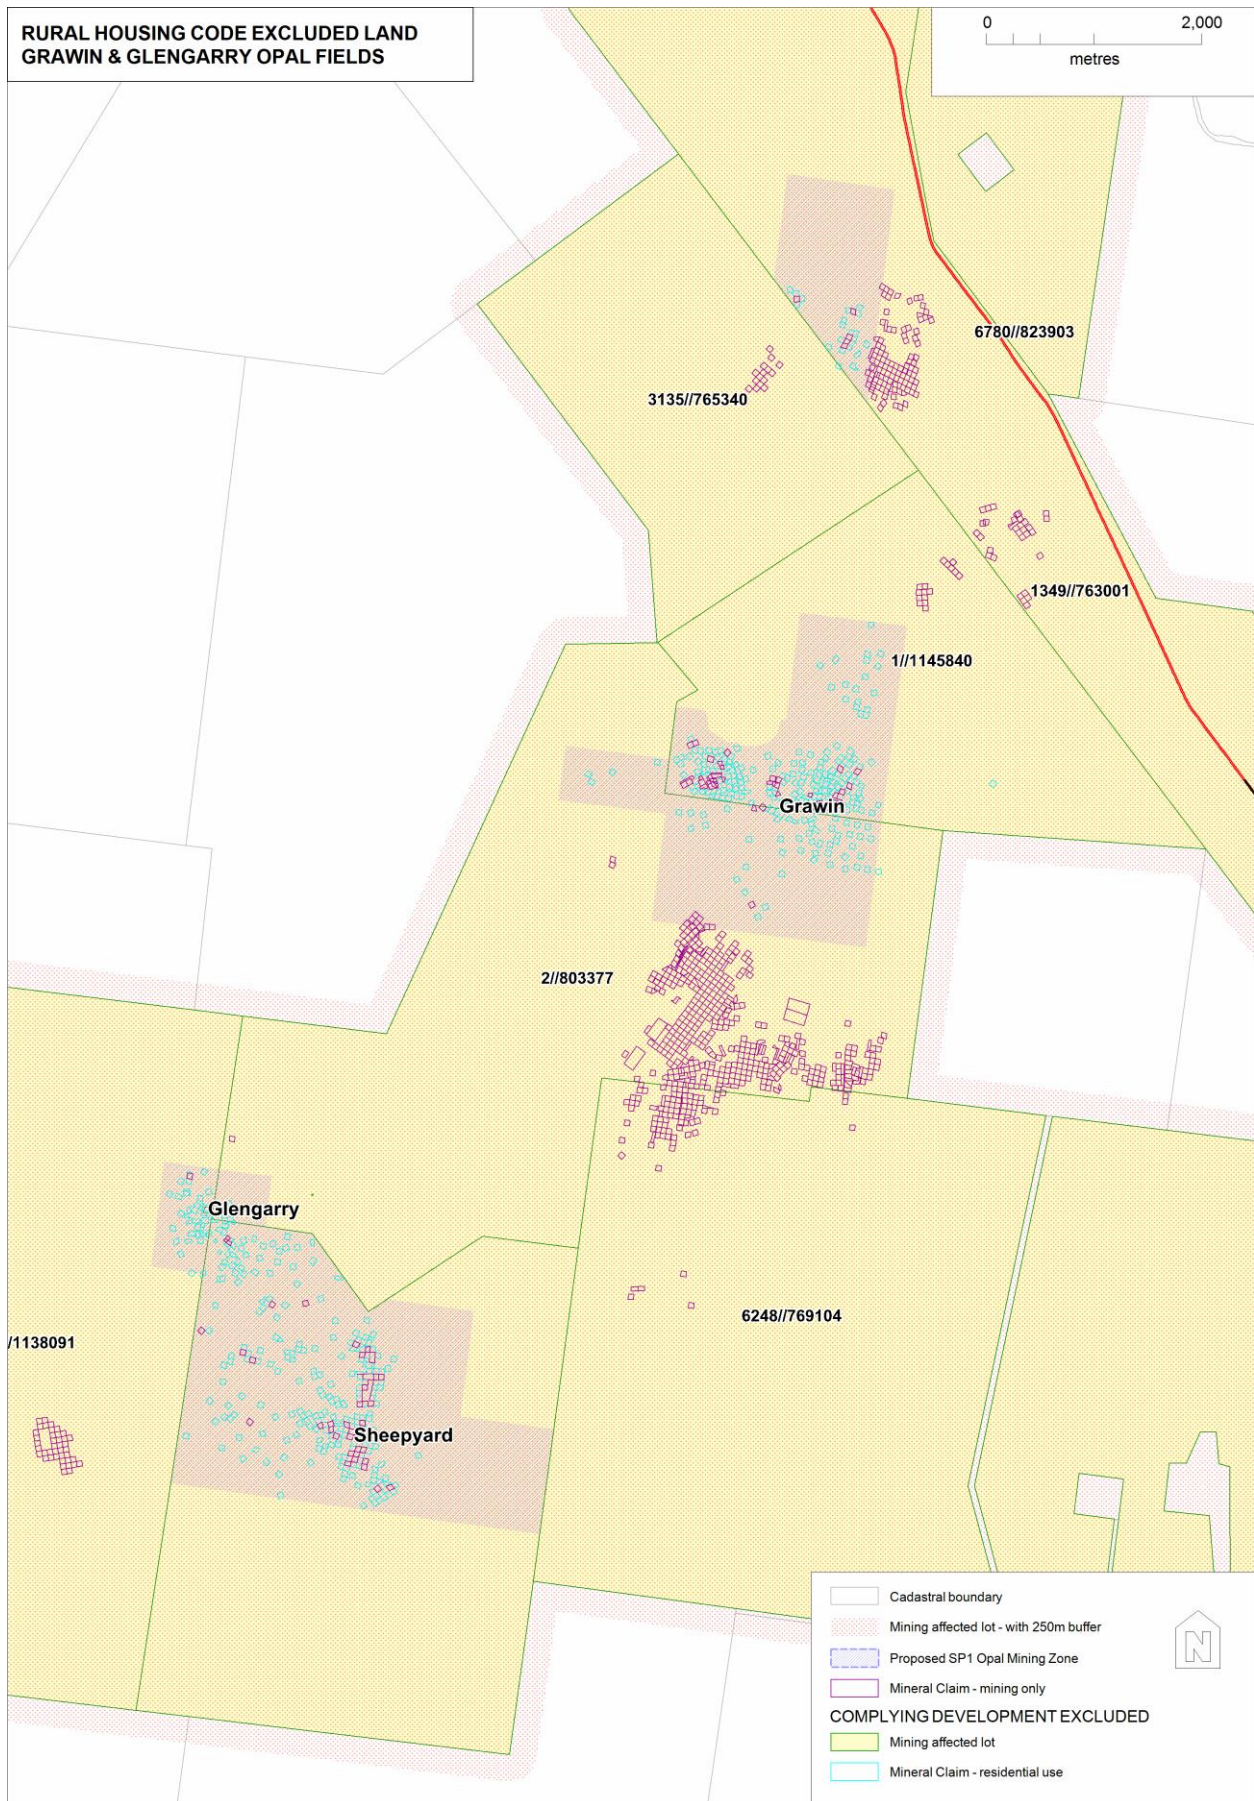 RURAL HOUSING CODE EXCLUDED LAND
GRAWIN & GLENGARRY OPAL FIELDS
0 2,000
metres
6780//823903
3135//765340
1349//763001
1//1145840
Grawin
2//803377
Glengarry
6248//769104
/1138091
Sheepyard
Cadastral boundary
Mining affected lot - with 250m buffer
Proposed SP1 Opal Mining Zone
Mineral Claim - mining only
COMPLYING DEVELOPMENT EXCLUDED
Mining affected lot
Mineral Claim - residential use
N